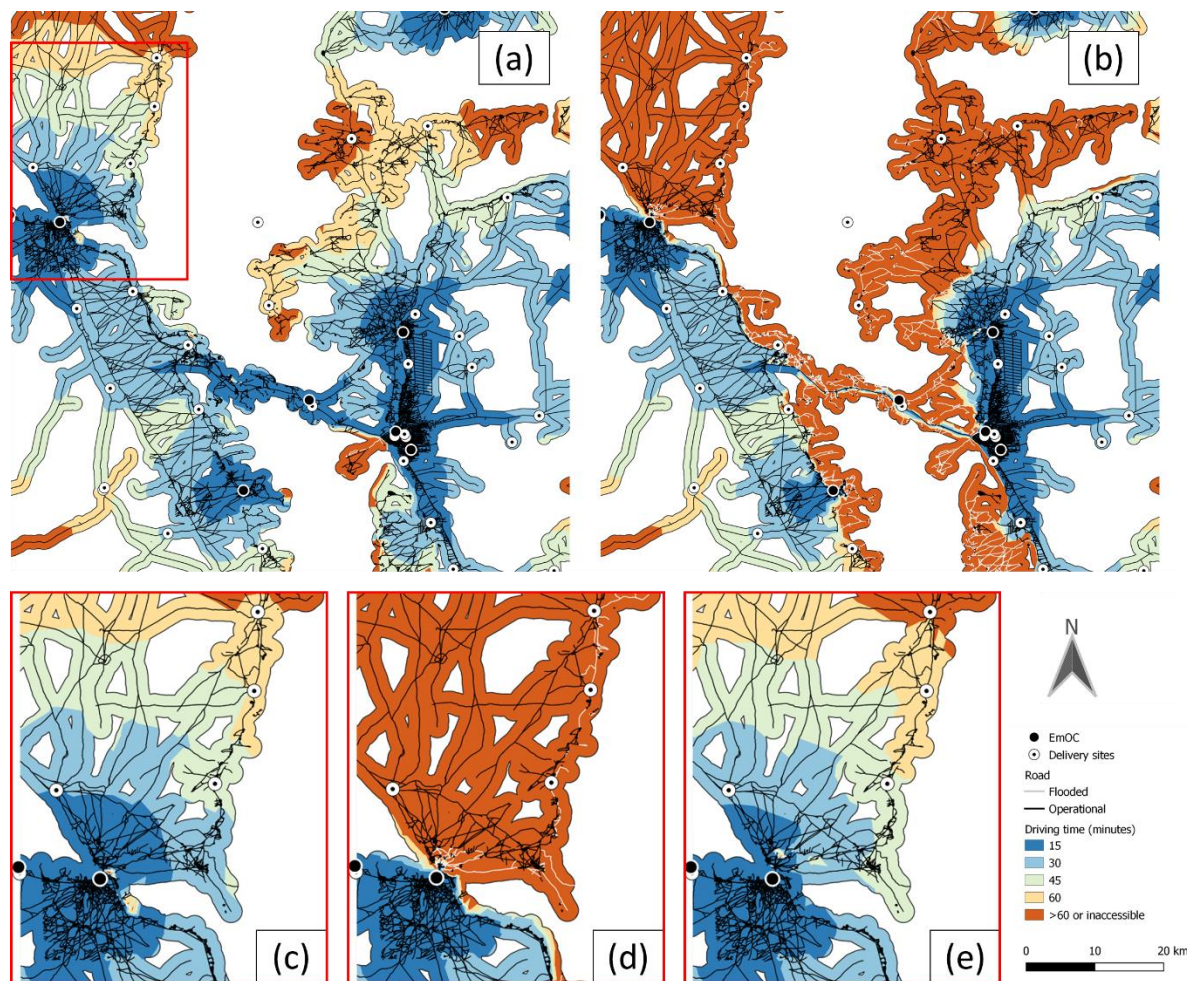 (a)
(b)
(c)
(d)
(e)
N
EmOC
Delivery sites
Road
Flooded
Operational
Driving time (minutes)
15
30
45
60
>60 or inaccessible
0 10 20 km